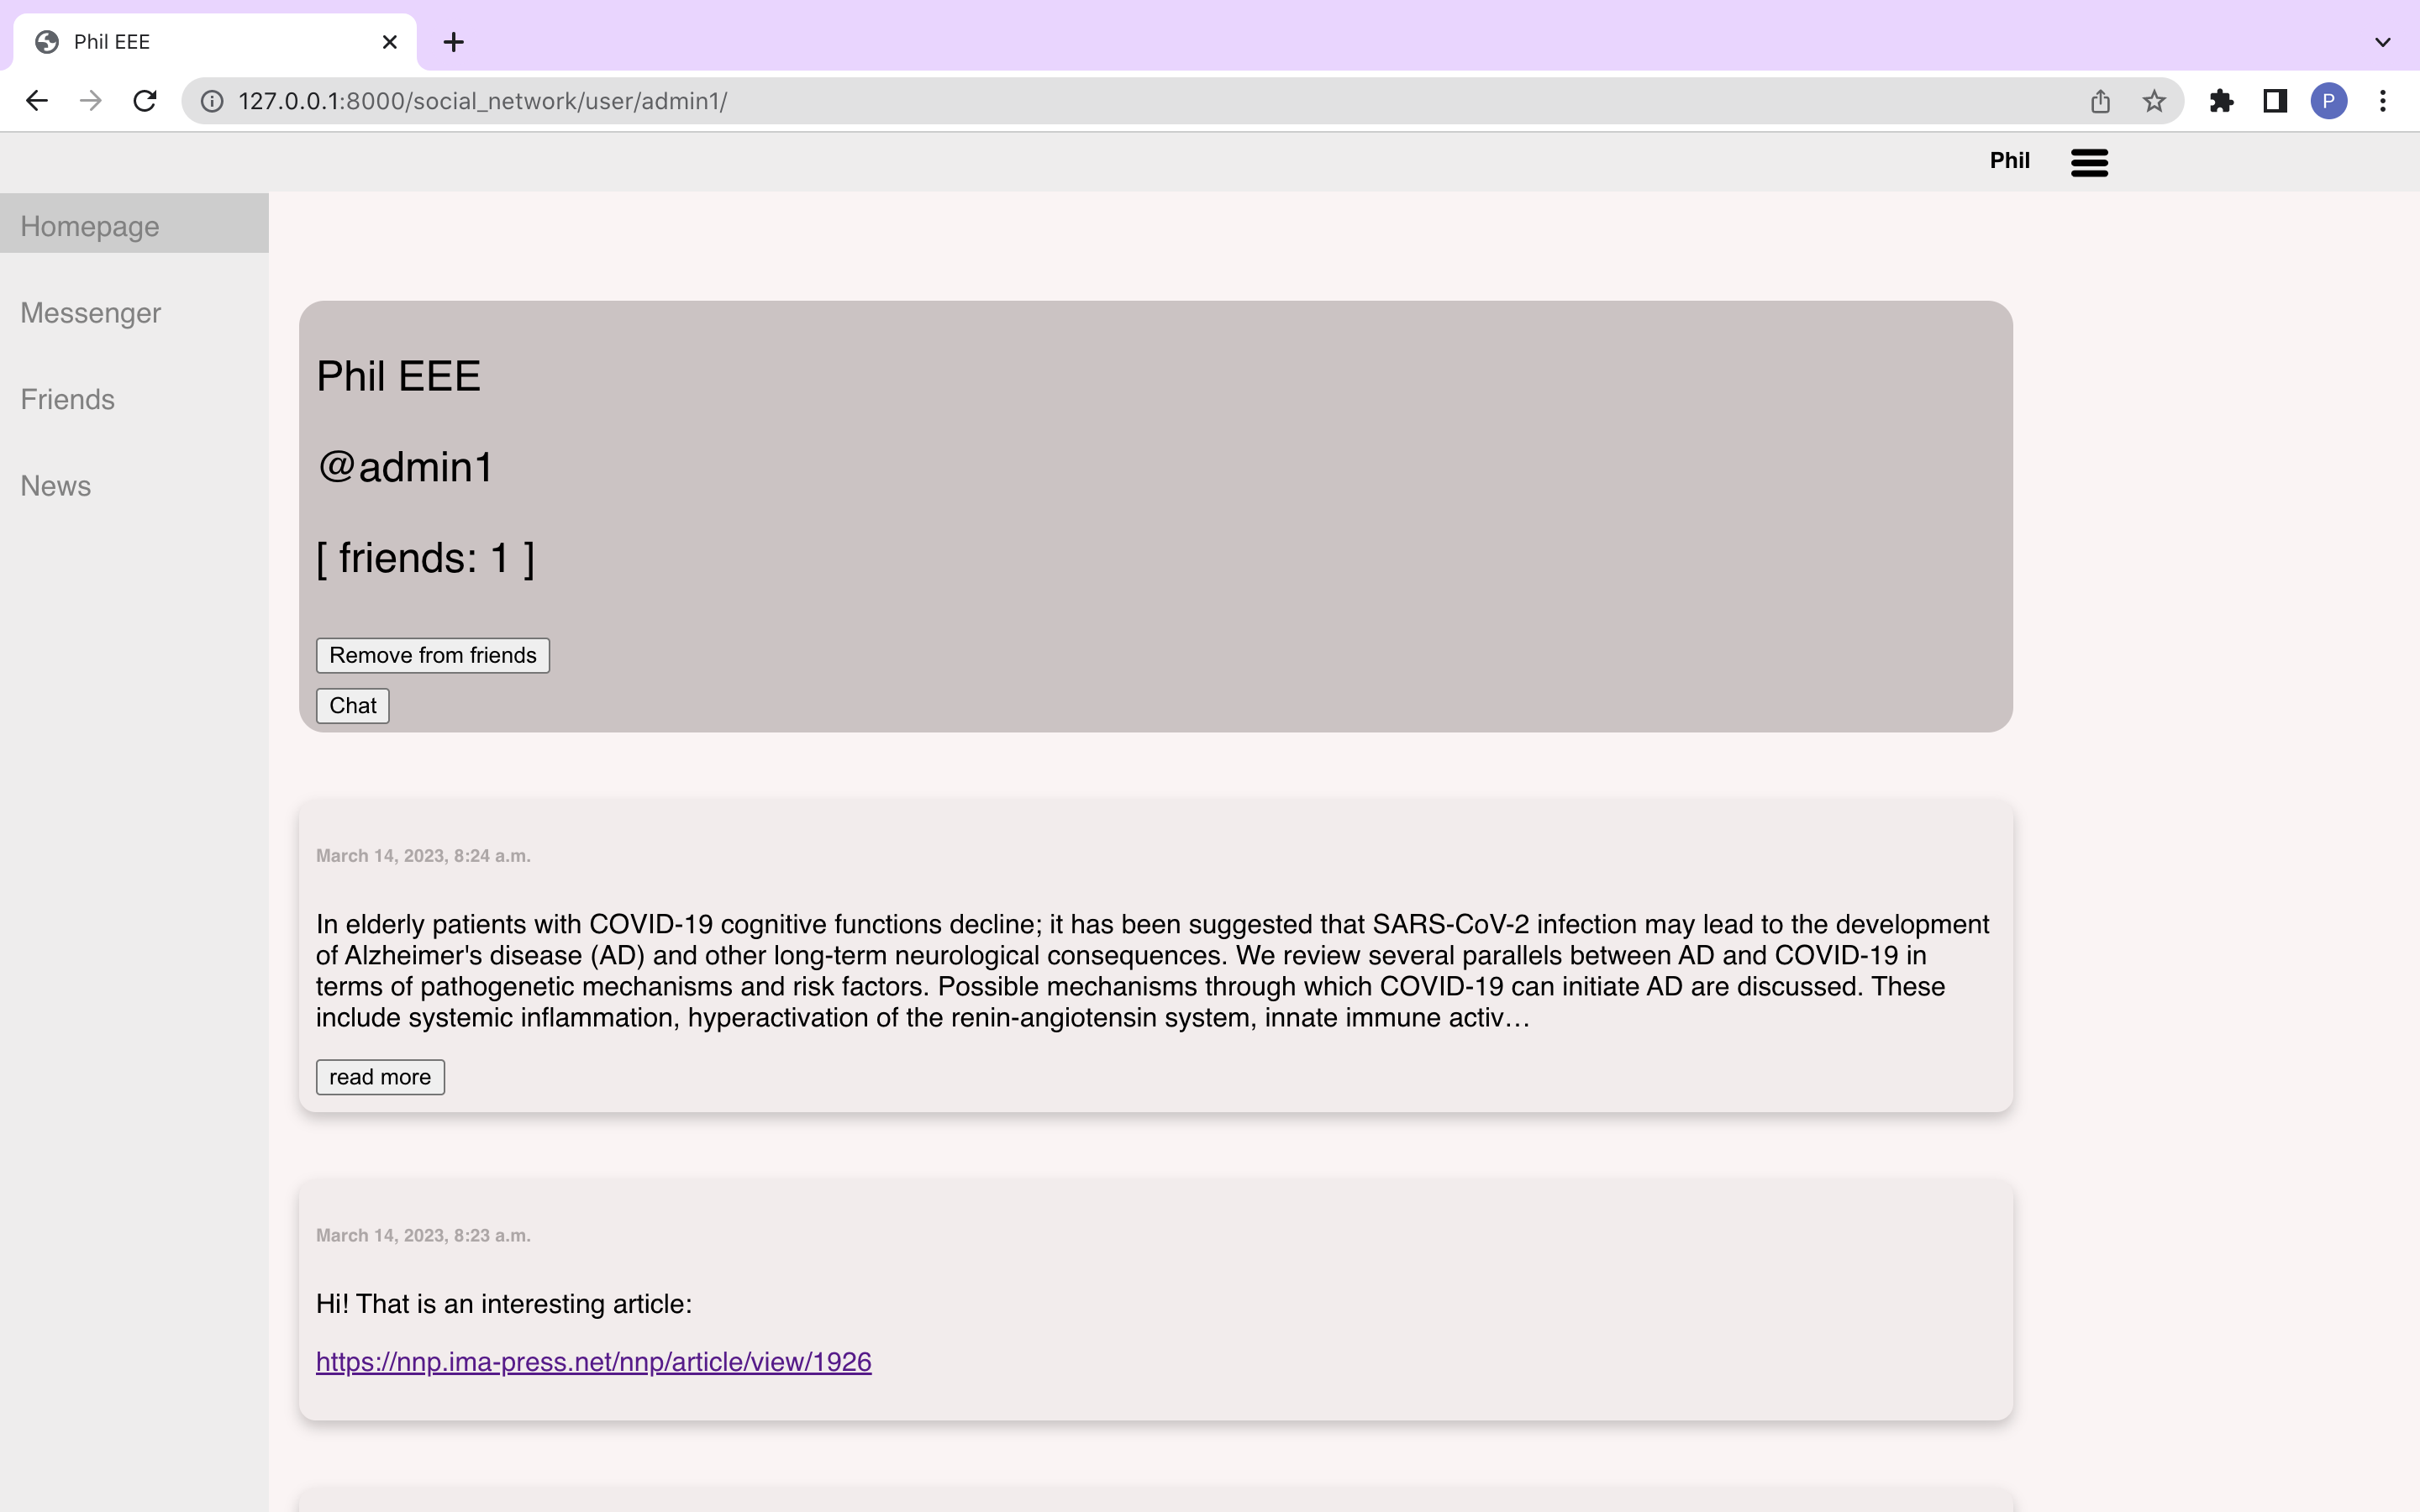 Phil EEE
127.0.0.1:8000/social_network/user/admin1/
P
Phil
Homepage
Messenger
Friends
News
Phil EEE
@admin1
[ friends: 1 ]
Remove from friends
Chat
March 14, 2023, 8:24 a.m.
In elderly patients with COVID-19 cognitive functions decline; it has been suggested that SARS-CoV-2 infection may lead to the development
of Alzheimer's disease (AD) and other long-term neurological consequences. We review several parallels between AD and COVID-19 in
terms of pathogenetic mechanisms and risk factors. Possible mechanisms through which COVID-19 can initiate AD are discussed. These
include systemic inflammation, hyperactivation of the renin-angiotensin system, innate immune activ…
read more
March 14, 2023, 8:23 a.m.
Hi! That is an interesting article:
https://nnp.ima-press.net/nnp/article/view/1926